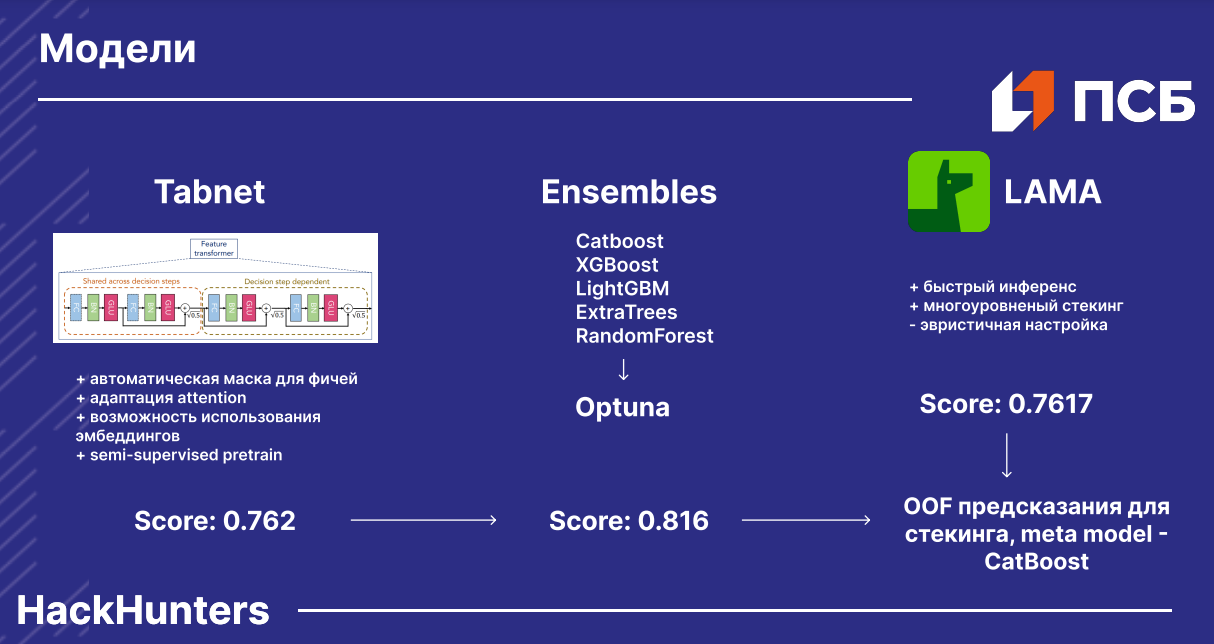 Модели
ПСБ
Tabnet
Feature
transformer
Shared across decision steps
Decision step dependent
FC
BN
GLU
FC
BN
GLU
+
√0.5
FC
BN
GLU
+
√0.5
FC
BN
GLU
+
√0.5
+ автоматическая маска для фичей
+ адаптация attention
+ возможность использования
эмбеддингов
+ semi-supervised pretrain
Score: 0.762
Ensembles
Catboost
XGBoost
LightGBM
ExtraTrees
RandomForest
Optuna
Score: 0.816
LAMA
+ быстрый инференс
+ многоуровненый стекинг
- эвристичная настройка
Score: 0.7617
OOF предсказания для
стекинга, meta model -
CatBoost
HackHunters